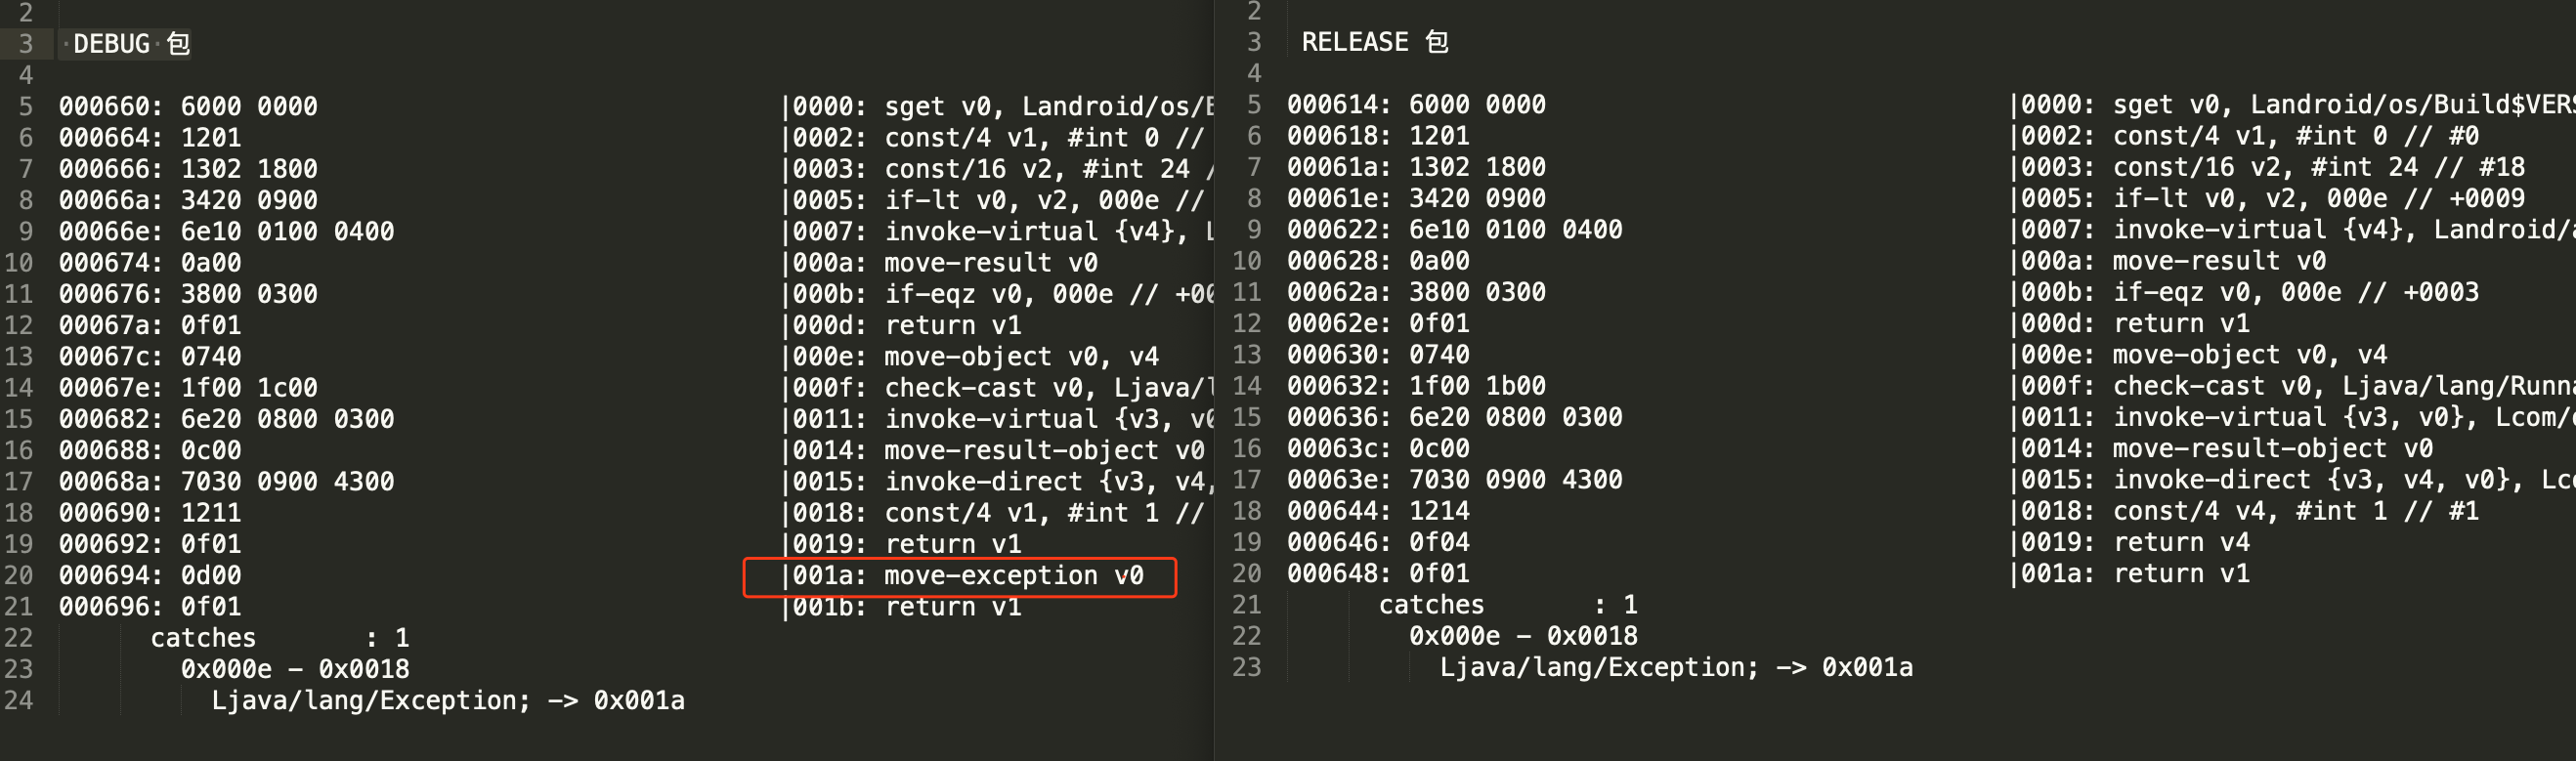 2
3 DEBUG 包
4
5 000660: 6000 0000 |0000: sget v0, Landroid/os/
6 000664: 1201 |0002: const/4 v1, #int 0 //
7 000666: 1302 1800 |0003: const/16 v2, #int 24
8 00066a: 3420 0900 |0005: if-lt v0, v2, 000e //
9 00066e: 6e10 0100 0400 |0007: invoke-virtual {v4},
10 000674: 0a00 |000a: move-result v0
11 000676: 3800 0300 |000b: if-eqz v0, 000e // +00
12 00067a: 0f01 |000d: return v1
13 00067c: 0740 |000e: move-object v0, v4
14 00067e: 1f00 1c00 |000f: check-cast v0, Ljava/
15 000682: 6e20 0800 0300 |0011: invoke-virtual {v3, v0
16 000688: 0c00 |0014: move-result-object v0
17 00068a: 7030 0900 4300 |0015: invoke-direct {v3, v4,
18 000690: 1211 |0018: const/4 v1, #int 1 //
19 000692: 0f01 |0019: return v1
20 000694: 0d00 |001a: move-exception v0
21 000696: 0f01 |001b: return v1
22 catches : 1
23 0x000e - 0x0018
24 Ljava/lang/Exception; -> 0x001a
2
3 RELEASE 包
4
5 000614: 6000 0000 |0000: sget v0, Landroid/os/Build$VERS
6 000618: 1201 |0002: const/4 v1, #int 0 // #0
7 00061a: 1302 1800 |0003: const/16 v2, #int 24 // #18
8 00061e: 3420 0900 |0005: if-lt v0, v2, 000e // +0009
9 000622: 6e10 0100 0400 |0007: invoke-virtual {v4}, Landroid/
10 000628: 0a00 |000a: move-result v0
11 00062a: 3800 0300 |000b: if-eqz v0, 000e // +0003
12 00062e: 0f01 |000d: return v1
13 000630: 0740 |000e: move-object v0, v4
14 000632: 1f00 1b00 |000f: check-cast v0, Ljava/lang/Runn
15 000636: 6e20 0800 0300 |0011: invoke-virtual {v3, v0}, Lcom/
16 00063c: 0c00 |0014: move-result-object v0
17 00063e: 7030 0900 4300 |0015: invoke-direct {v3, v4, v0}, Lc
18 000644: 1214 |0018: const/4 v4, #int 1 // #1
19 000646: 0f04 |0019: return v4
20 000648: 0f01 |001a: return v1
21 catches : 1
22 0x000e - 0x0018
23 Ljava/lang/Exception; -> 0x001a